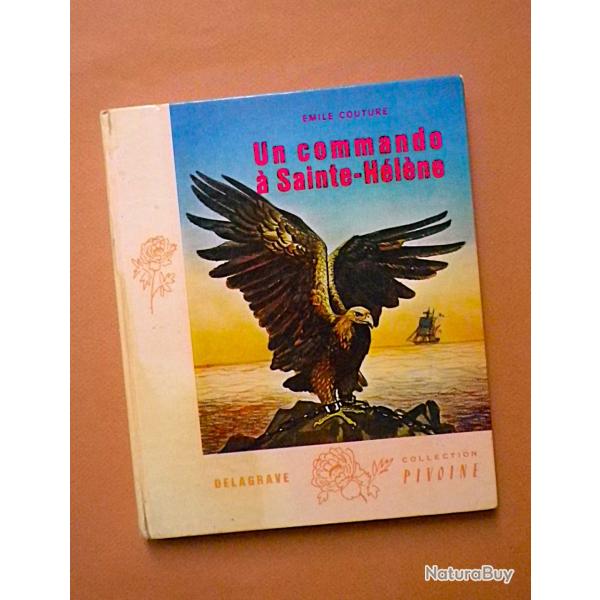 EMILE COUTURE
Un commando
à Sainte-Hélène
DELAGRAVE
COLLECTION
PIVOINE
NaturaBuy